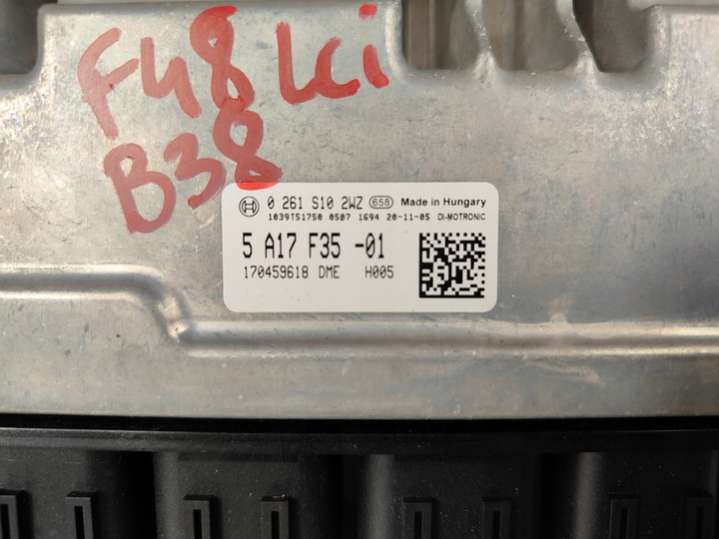 F48 LCi
B38
0 261 S10 2WZ 658 Made in Hungary
1039TS1750 0507 1694 20-11-05 DI-MOTRONIC
5 A17 F35 -01
170459618 DME H005